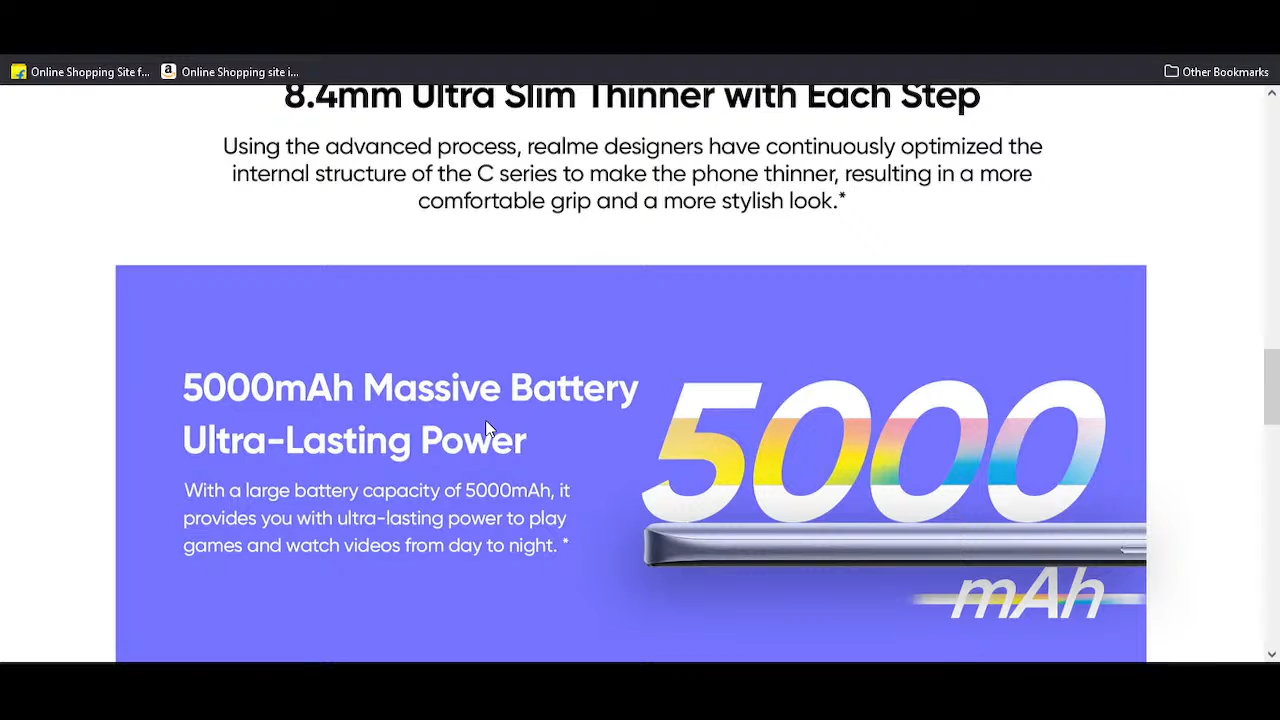 Online Shopping Site f...
Online Shopping site i...
Other Bookmarks
8.4mm Ultra Slim Thinner with Each Step
Using the advanced process, realme designers have continuously optimized the
internal structure of the C series to make the phone thinner, resulting in a more
comfortable grip and a more stylish look.*
5000mAh Massive Battery
Ultra-Lasting Power
With a large battery capacity of 5000mAh, it
provides you with ultra-lasting power to play
games and watch videos from day to night. *
5000
mAh